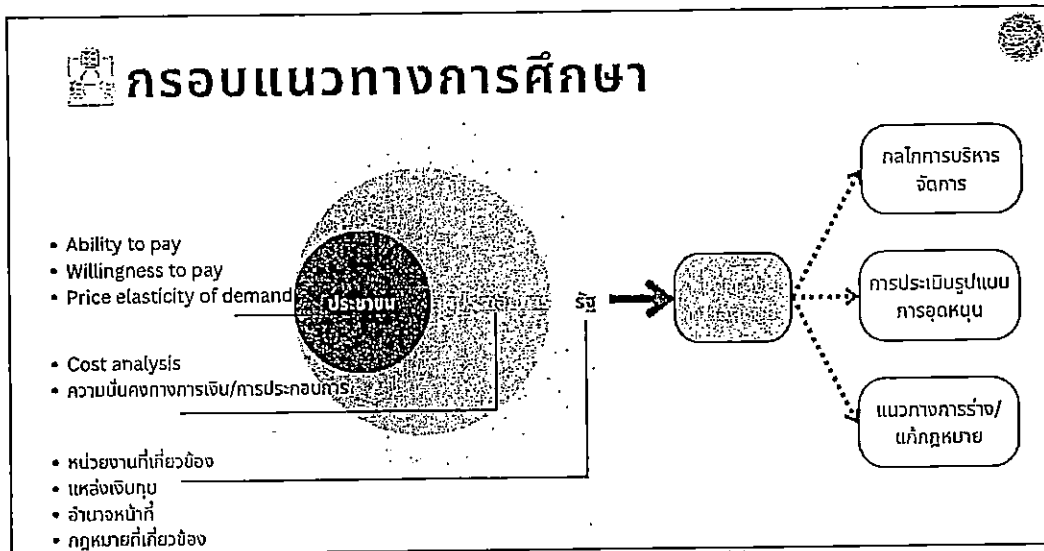 กรอบแนวทางการศึกษา
• Ability to pay
• Willingness to pay
• Price elasticity of demand
ประชาชน
• Cost analysis
• ความมั่นคงทางการเงิน/การประกอบการ
• หน่วยงานที่เกี่ยวข้อง
• แหล่งเงินทุน
• อำนาจหน้าที่
• กฎหมายที่เกี่ยวข้อง
รัฐ
กลไกการบริหาร
จัดการ
การประเมินรูปแบบ
การอุดหนุน
แนวทางการร่าง/
แก้กฎหมาย